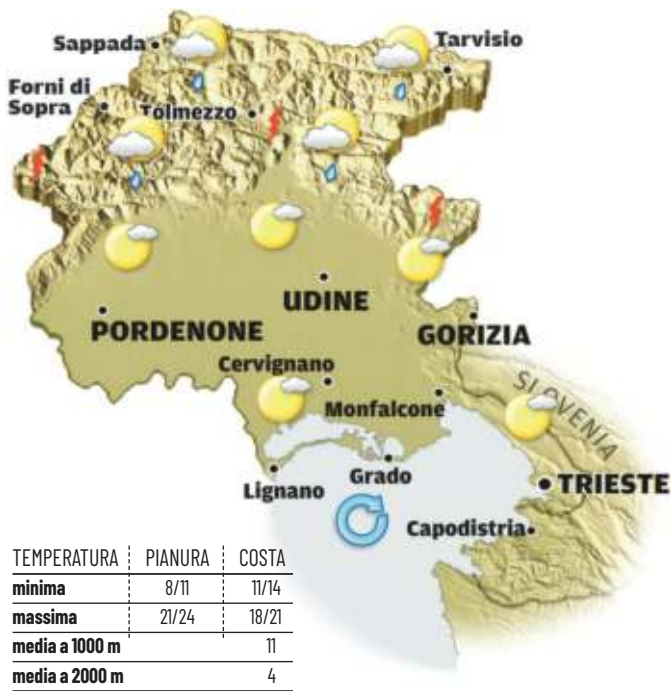 Sappada
Tarvisio
Forni di
Sopra
Tolmezzo
UDINE
PORDENONE
GORIZIA
Cervignano
Monfalcone
SLOVENIA
Lignano
Grado
TRIESTE
Capodistria
TEMPERATURA PIANURA COSTA
minima 8/11 11/14
massima 21/24 18/21
media a 1000 m 11
media a 2000 m 4